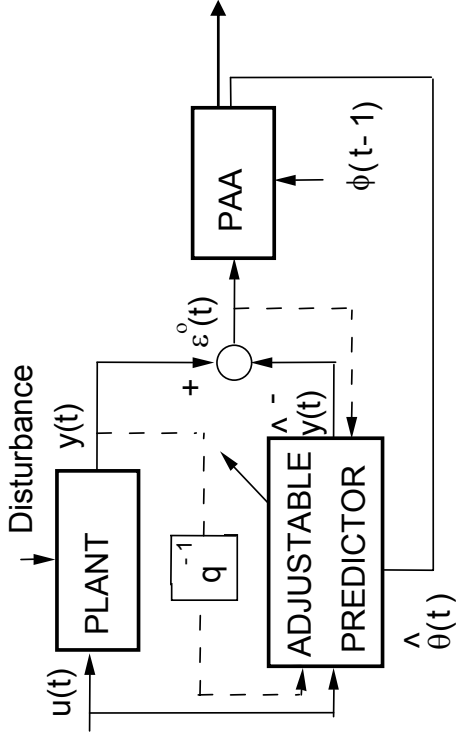 Disturbance
u(t)
PLANT
y(t)
+
-
ε°(t)
PAA
ϕ(t-1)
q⁻¹
ŷ(t)
ADJUSTABLE
PREDICTOR
θ̂(t)